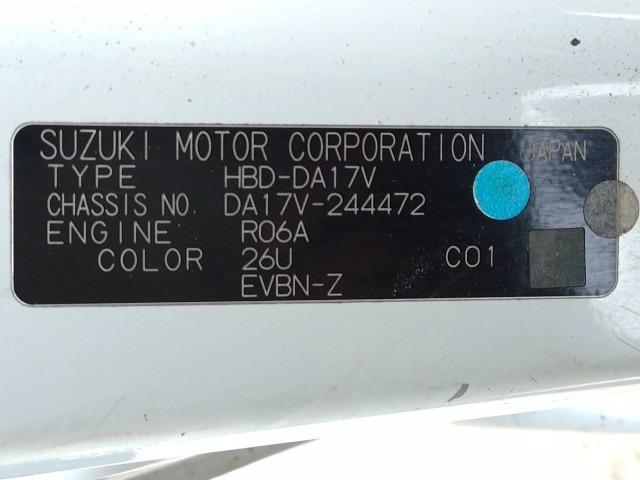 SUZUKI MOTOR CORPORATION JAPAN
TYPE HBD-DA17V
CHASSIS NO. DA17V-244472
ENGINE R06A
COLOR 26U C01
EVBN-Z